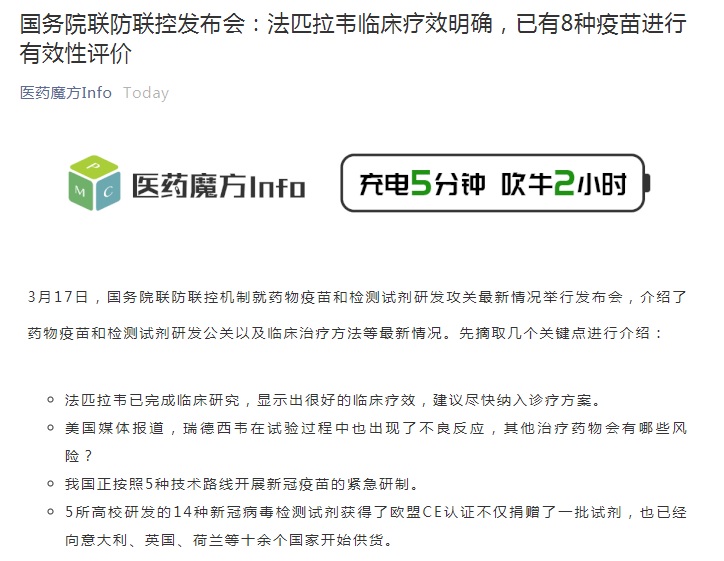 国务院联防联控发布会：法匹拉韦临床疗效明确，已有8种疫苗进行
有效性评价
医药魔方Info Today
P
M C
医药魔方Info
充电5分钟 吹牛2小时
3月17日，国务院联防联控机制就药物疫苗和检测试剂研发攻关最新情况举行发布会，介绍了
药物疫苗和检测试剂研发公关以及临床治疗方法等最新情况。先摘取几个关键点进行介绍：
法匹拉韦已完成临床研究，显示出很好的临床疗效，建议尽快纳入诊疗方案。
美国媒体报道，瑞德西韦在试验过程中也出现了不良反应，其他治疗药物会有哪些风
险？
我国正按照5种技术路线开展新冠疫苗的紧急研制。
5所高校研发的14种新冠病毒检测试剂获得了欧盟CE认证不仅捐赠了一批试剂，也已经
向意大利、英国、荷兰等十余个国家开始供货。